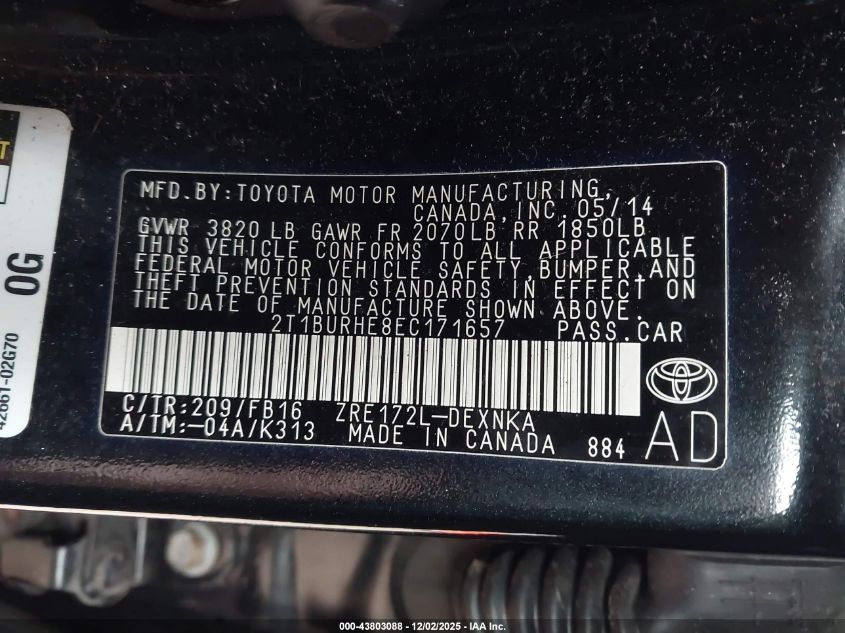 MFD.BY:TOYOTA MOTOR MANUFACTURING,
CANADA, INC. 05/14
GVWR 3820 LB GAWR FR 2070LB RR 1850LB
THIS VEHICLE CONFORMS TO ALL APPLICABLE
FEDERAL MOTOR VEHICLE SAFETY, BUMPER, AND
THEFT PREVENTION STANDARDS IN EFFECT ON
THE DATE OF MANUFACTURE SHOWN ABOVE.
2T1BURHE8EC171657 PASS.CAR
C/TR:209/FB16 ZRE172L-DEXNKA
A/TM:-04A/K313 MADE IN CANADA 884 AD
0G
42661-02G70
000-43803088 - 12/02/2025 - IAA Inc.